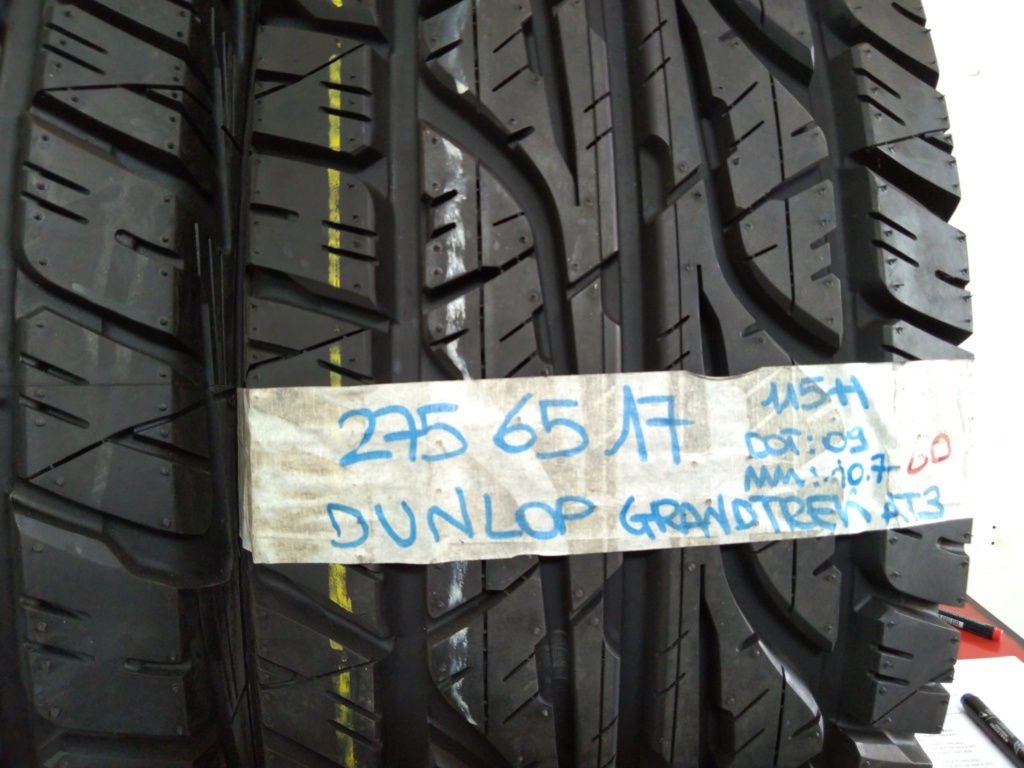 275 65 17 115H
DOT: 09
MM: 10.7 60
DUNLOP GRANDTREK AT3